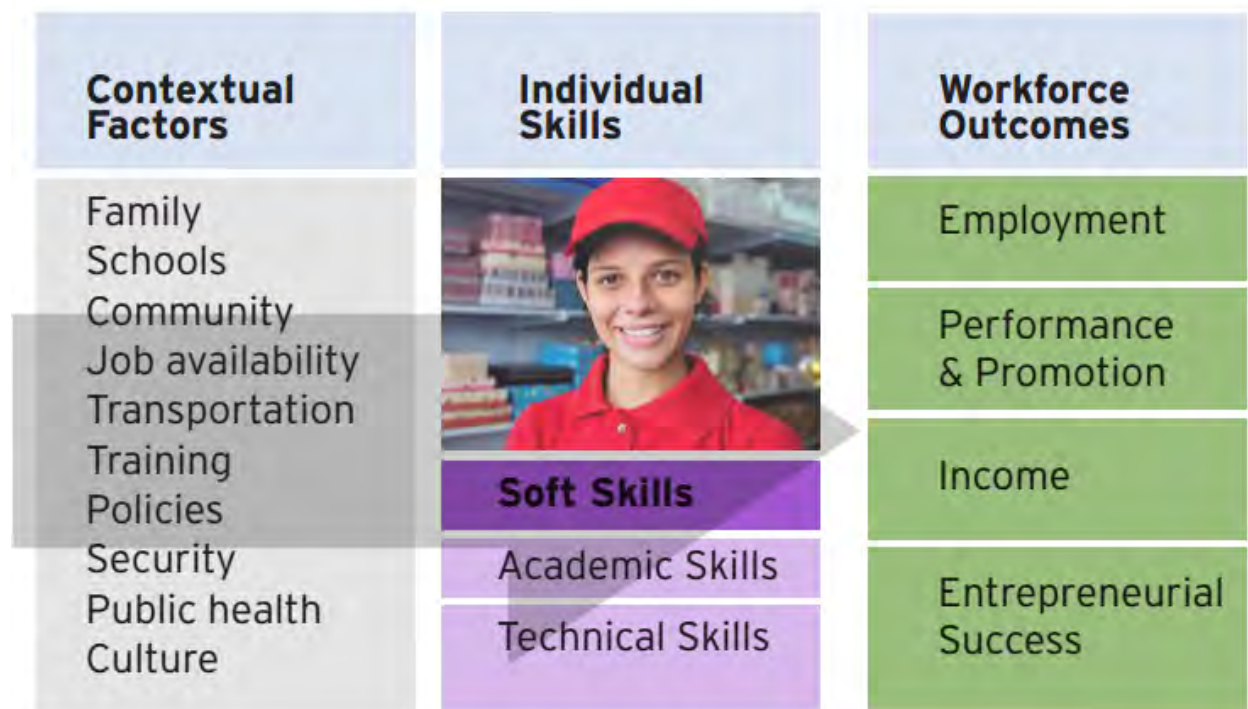 Contextual
Factors
Family
Schools
Community
Job availability
Transportation
Training
Policies
Security
Public health
Culture
Individual
Skills
Soft Skills
Academic Skills
Technical Skills
Workforce
Outcomes
Employment
Performance
& Promotion
Income
Entrepreneurial
Success